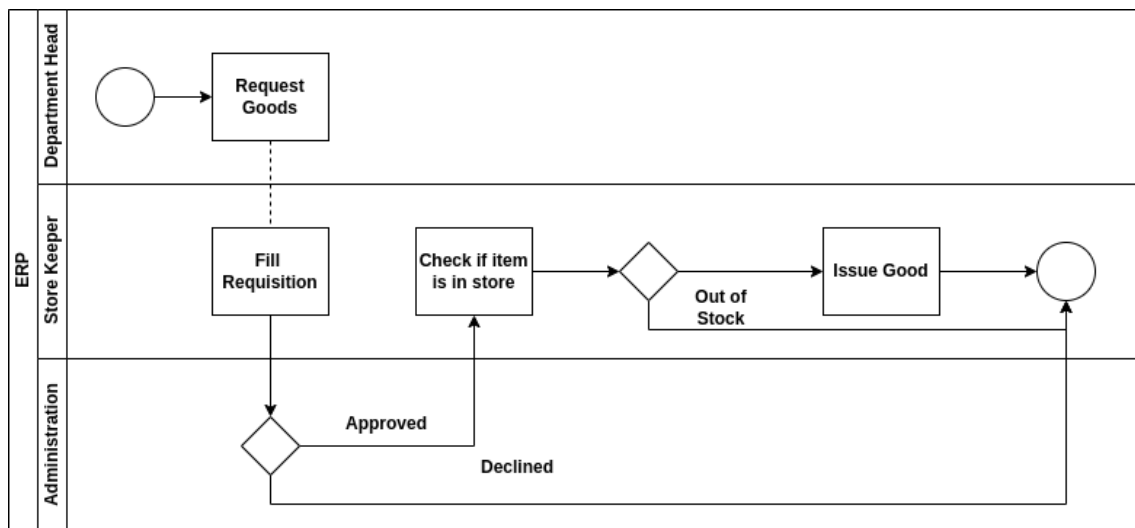 ERP
Department Head
Request
Goods
Store Keeper
Fill
Requisition
Check if item
is in store
Out of
Stock
Issue Good
Administration
Approved
Declined